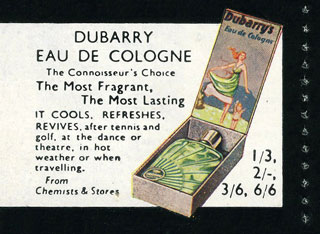 DUBARRY
EAU DE COLOGNE
The Connoisseur's Choice
The Most Fragrant,
The Most Lasting
IT COOLS, REFRESHES,
REVIVES, after tennis and
golf, at the dance or
theatre, in hot
weather or when
travelling.
From
Chemists & Stores
Dubarry's
Eau de Cologne
1/3,
2/-,
3/6, 6/6